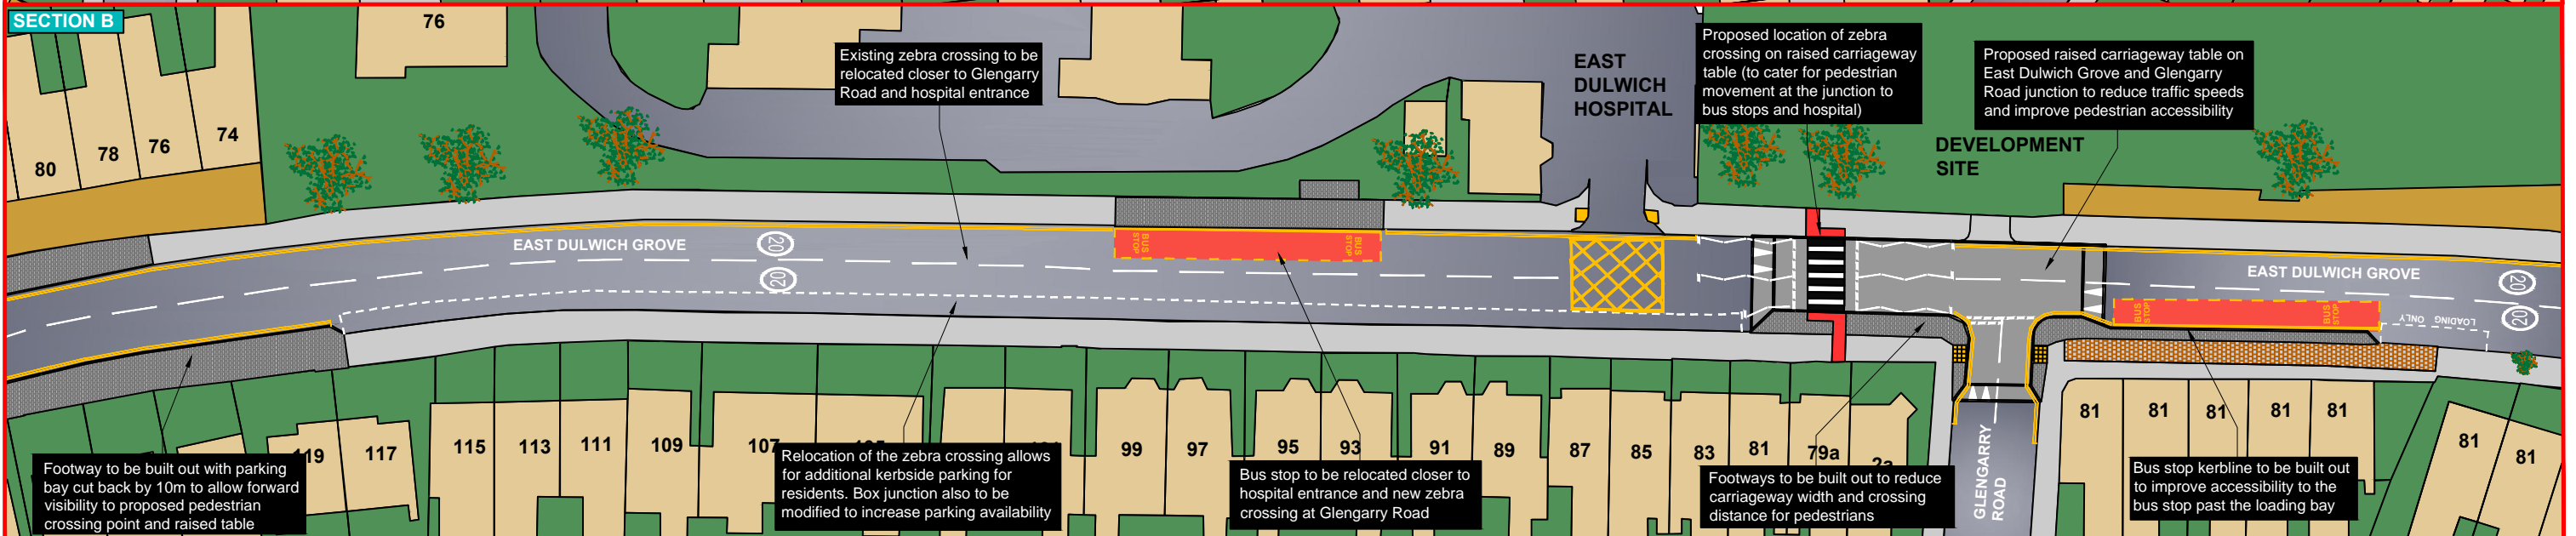 SECTION B
76
80
78
76
74
Existing zebra crossing to be
relocated closer to Glengarry
Road and hospital entrance
EAST
DULWICH
HOSPITAL
Proposed location of zebra
crossing on raised carriageway
table (to cater for pedestrian
movement at the junction to
bus stops and hospital)
Proposed raised carriageway table on
East Dulwich Grove and Glengarry
Road junction to reduce traffic speeds
and improve pedestrian accessibility
DEVELOPMENT
SITE
EAST DULWICH GROVE
20
20
BUS
STOP
BUS
STOP
EAST DULWICH GROVE
20
20
BUS
STOP
BUS
STOP
LOADING ONLY
GLENGARRY
ROAD
117
115
113
111
109
99
97
95
93
91
89
87
85
83
81
79a
2a
81
81
81
81
81
81
81
Footway to be built out with parking
bay cut back by 10m to allow forward
visibility to proposed pedestrian
crossing point and raised table
Relocation of the zebra crossing allows
for additional kerbside parking for
residents. Box junction also to be
modified to increase parking availability
Bus stop to be relocated closer to
hospital entrance and new zebra
crossing at Glengarry Road
Footways to be built out to reduce
carriageway width and crossing
distance for pedestrians
Bus stop kerbline to be built out
to improve accessibility to the
bus stop past the loading bay